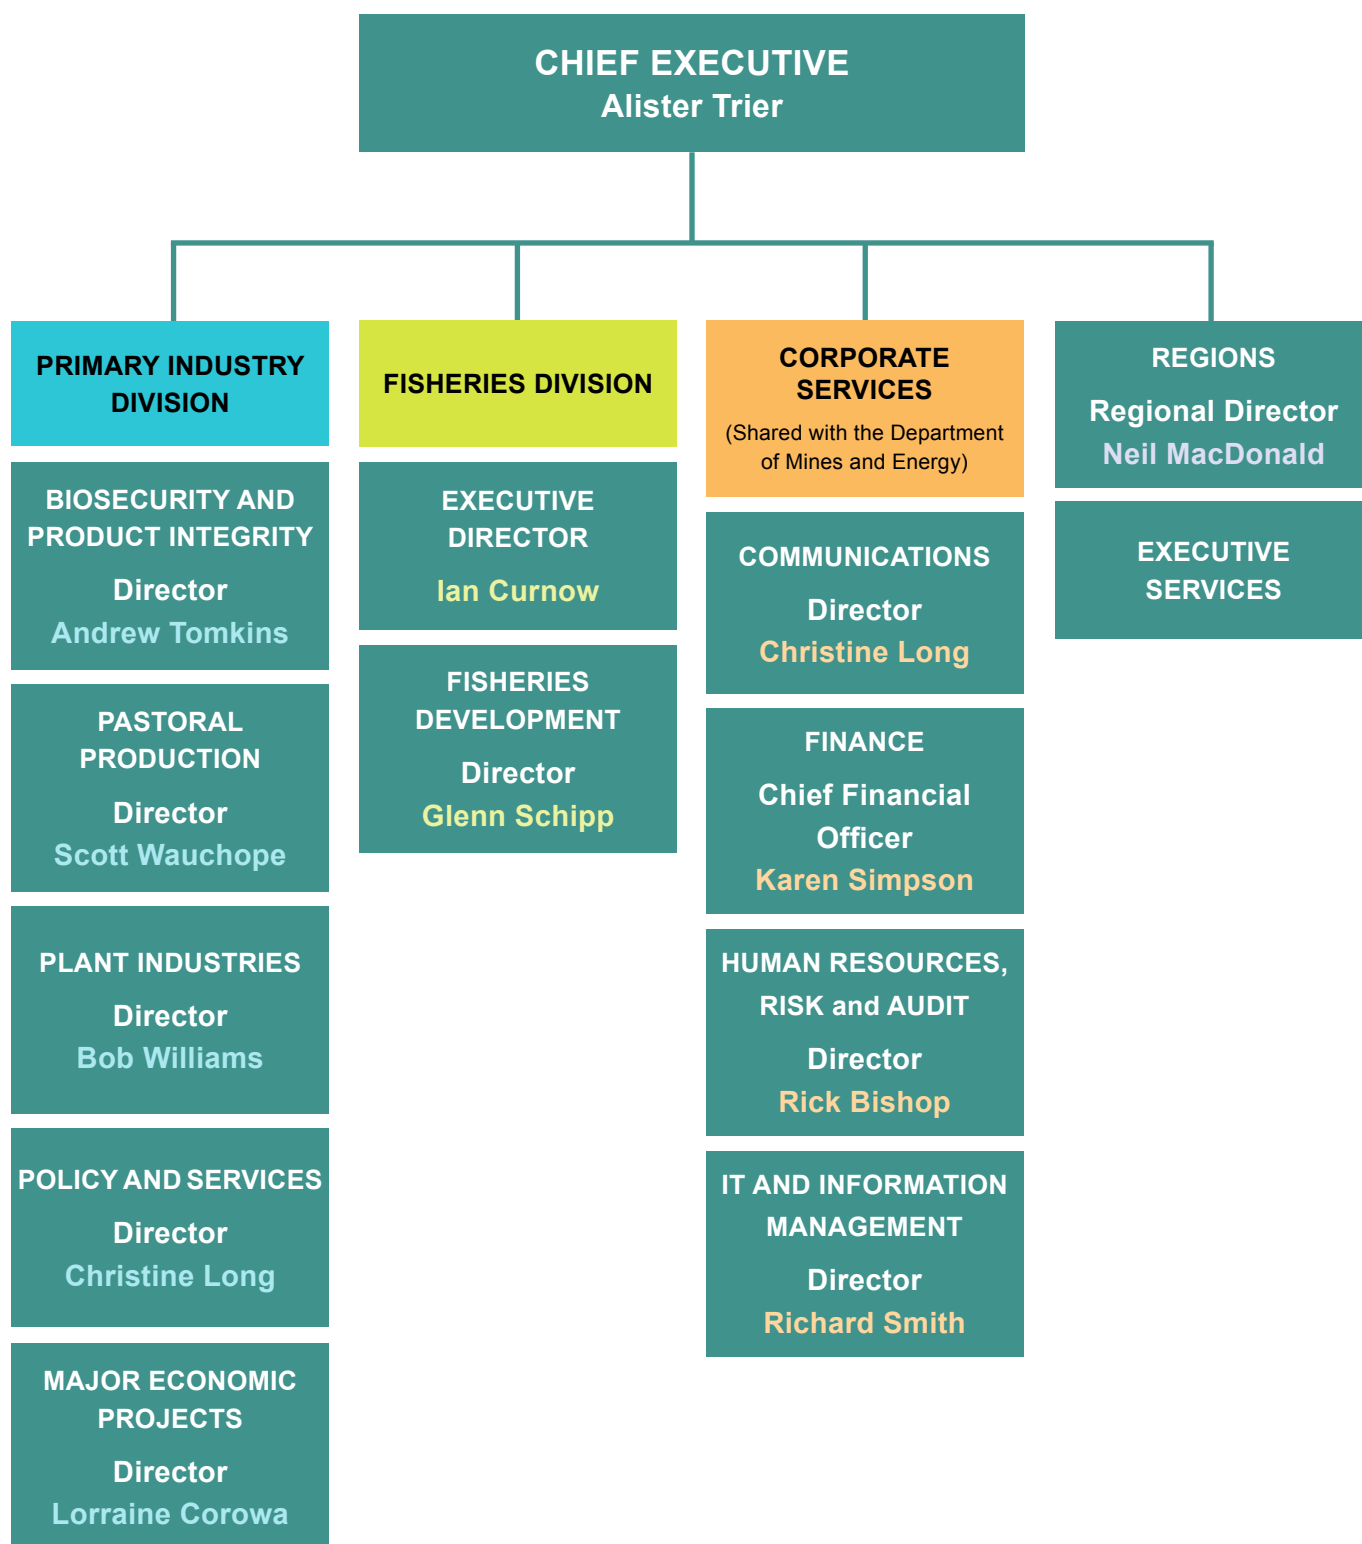 CHIEF EXECUTIVE
Alister Trier
PRIMARY INDUSTRY
DIVISION
BIOSECURITY AND
PRODUCT INTEGRITY
Director
Andrew Tomkins
PASTORAL
PRODUCTION
Director
Scott Wauchope
PLANT INDUSTRIES
Director
Bob Williams
POLICY AND SERVICES
Director
Christine Long
MAJOR ECONOMIC
PROJECTS
Director
Lorraine Corowa
FISHERIES DIVISION
EXECUTIVE
DIRECTOR
Ian Curnow
FISHERIES
DEVELOPMENT
Director
Glenn Schipp
CORPORATE
SERVICES
(Shared with the Department
of Mines and Energy)
COMMUNICATIONS
Director
Christine Long
FINANCE
Chief Financial
Officer
Karen Simpson
HUMAN RESOURCES,
RISK and AUDIT
Director
Rick Bishop
IT AND INFORMATION
MANAGEMENT
Director
Richard Smith
REGIONS
Regional Director
Neil MacDonald
EXECUTIVE
SERVICES